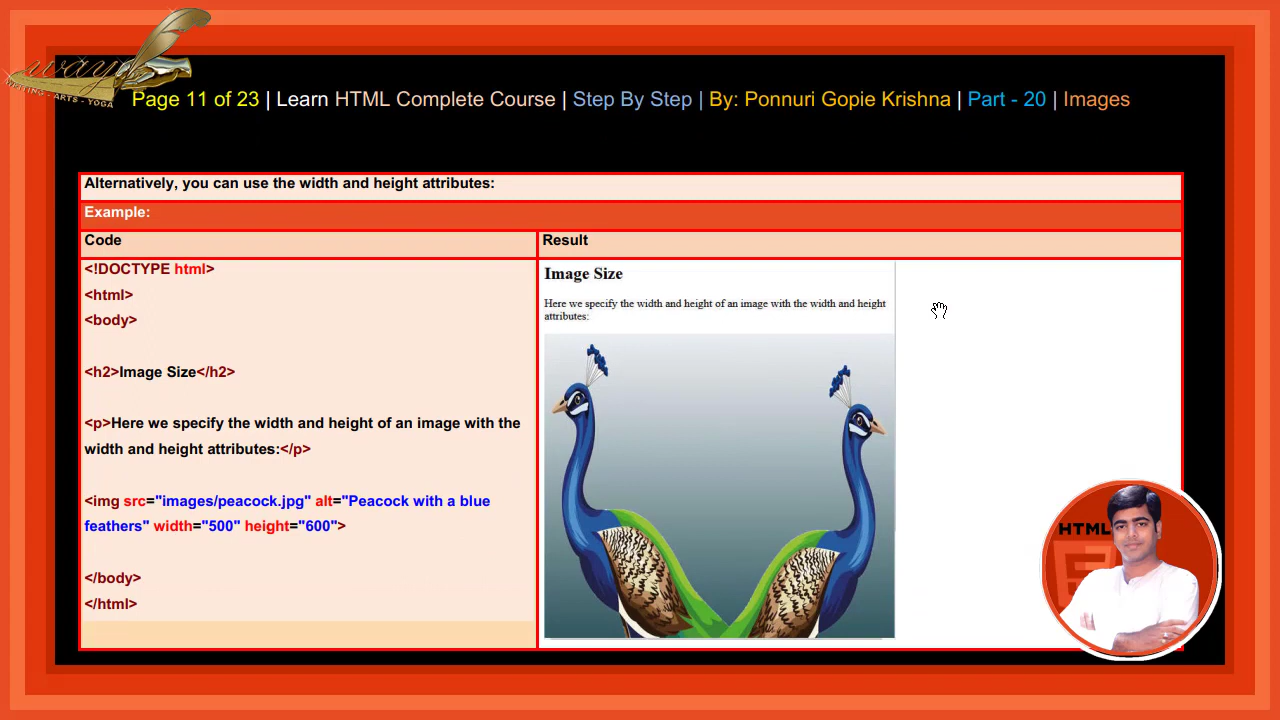 way
WRITING - ARTS - YOGA
Page 11 of 23 | Learn HTML Complete Course | Step By Step | By: Ponnuri Gopie Krishna | Part - 20 | Images
Alternatively, you can use the width and height attributes:
Example:
Code
<!DOCTYPE html>
<html>
<body>
<h2>Image Size</h2>
<p>Here we specify the width and height of an image with the
width and height attributes:</p>
<img src="images/peacock.jpg" alt="Peacock with a blue
feathers" width="500" height="600">
</body>
</html>
Result
Image Size
Here we specify the width and height of an image with the width and height
attributes:
HTML